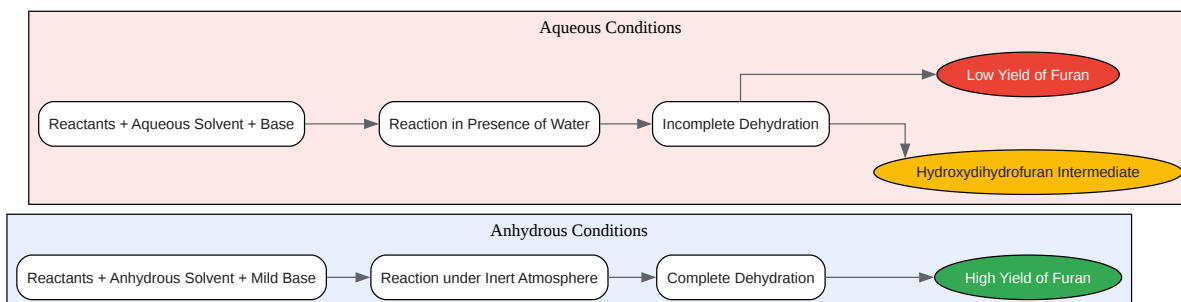 Aqueous Conditions
Low Yield of Furan
Reactants + Aqueous Solvent + Base
Reaction in Presence of Water
Incomplete Dehydration
Hydroxydihydrofuran Intermediate
Anhydrous Conditions
Reactants + Anhydrous Solvent + Mild Base
Reaction under Inert Atmosphere
Complete Dehydration
High Yield of Furan